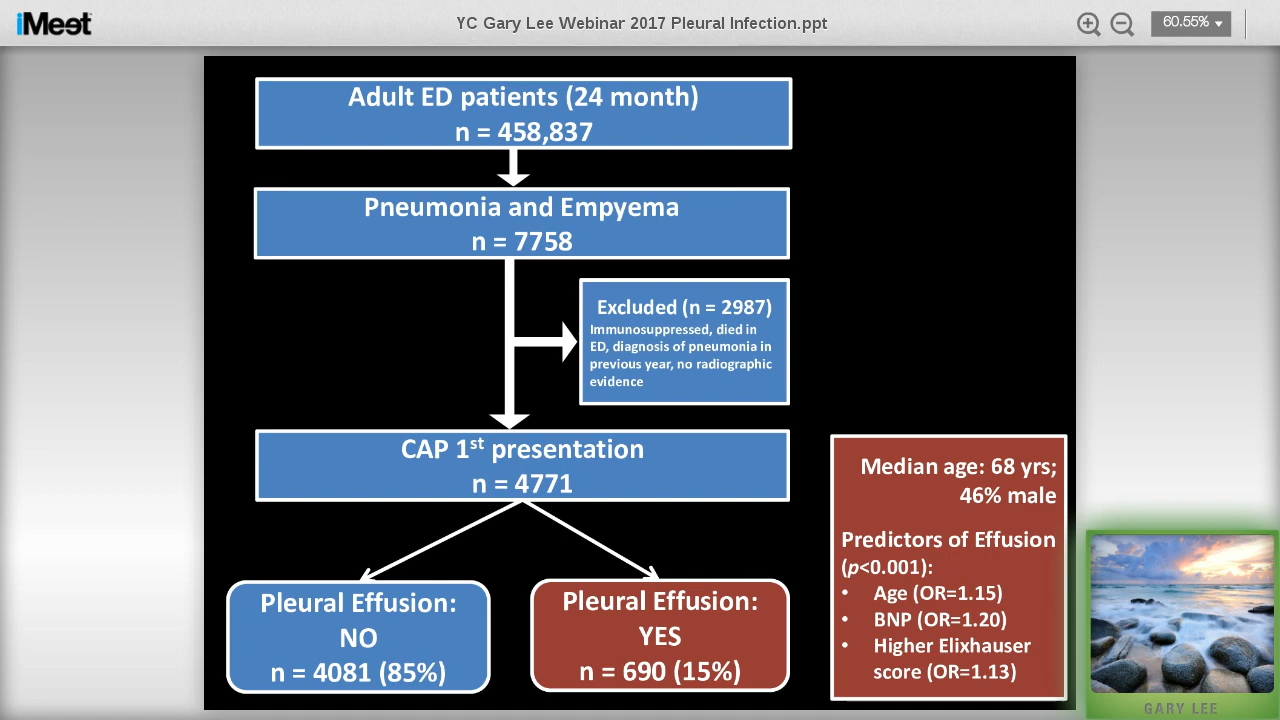 iMeet
YC Gary Lee Webinar 2017 Pleural Infection.ppt
60.55%
Adult ED patients (24 month)
n = 458,837
Pneumonia and Empyema
n = 7758
Excluded (n = 2987)
Immunosuppressed, died in
ED, diagnosis of pneumonia in
previous year, no radiographic
evidence
CAP 1st presentation
n = 4771
Pleural Effusion:
NO
n = 4081 (85%)
Pleural Effusion:
YES
n = 690 (15%)
Median age: 68 yrs;
46% male
Predictors of Effusion
(p<0.001):
• Age (OR=1.15)
• BNP (OR=1.20)
• Higher Elixhauser
score (OR=1.13)
GARY LEE